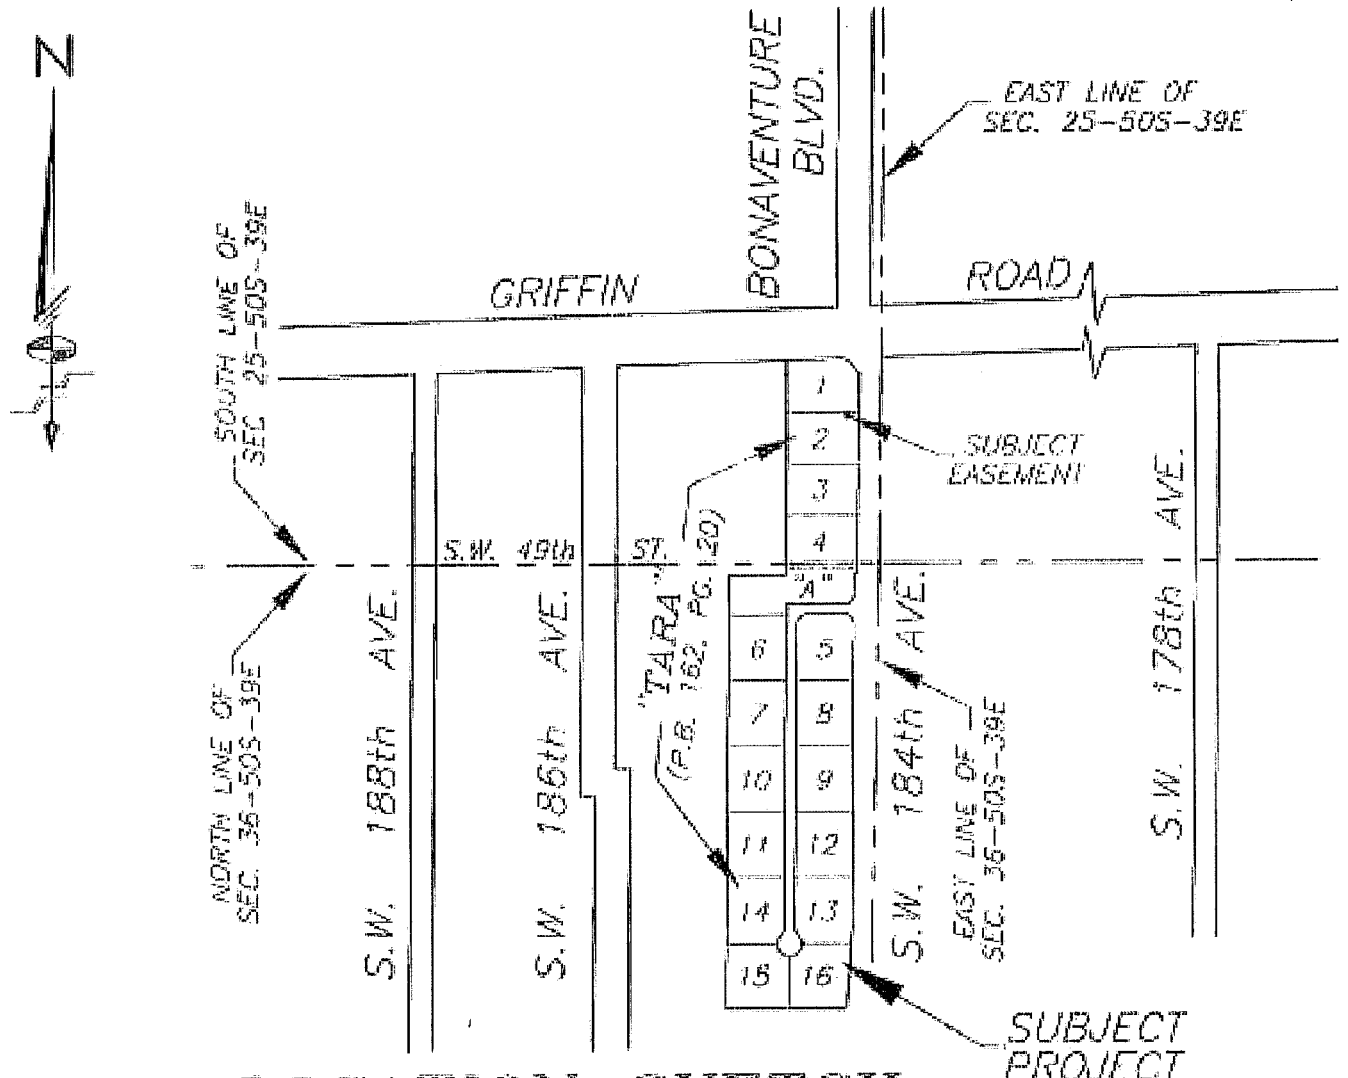 N
BONAVENTURE
BLVD.
EAST LINE OF
SEC. 25-50S-39E
SOUTH LINE OF
SEC 25-50S-39E
GRIFFIN
ROAD
1
2
3
4
SUBJECT
EASEMENT
S.W. 49th ST.
"A"
"TARA"
(P.B. 162, PG. 20)
NORTH LINE OF
SEC. 36-50S-39E
S.W. 188th AVE.
S.W. 186th AVE.
S.W. 184th AVE.
S.W. 178th AVE.
EAST LINE OF
SEC. 36-50S-39E
6 5
7 8
10 9
11 12
14 13
15 16
SUBJECT
PROJECT